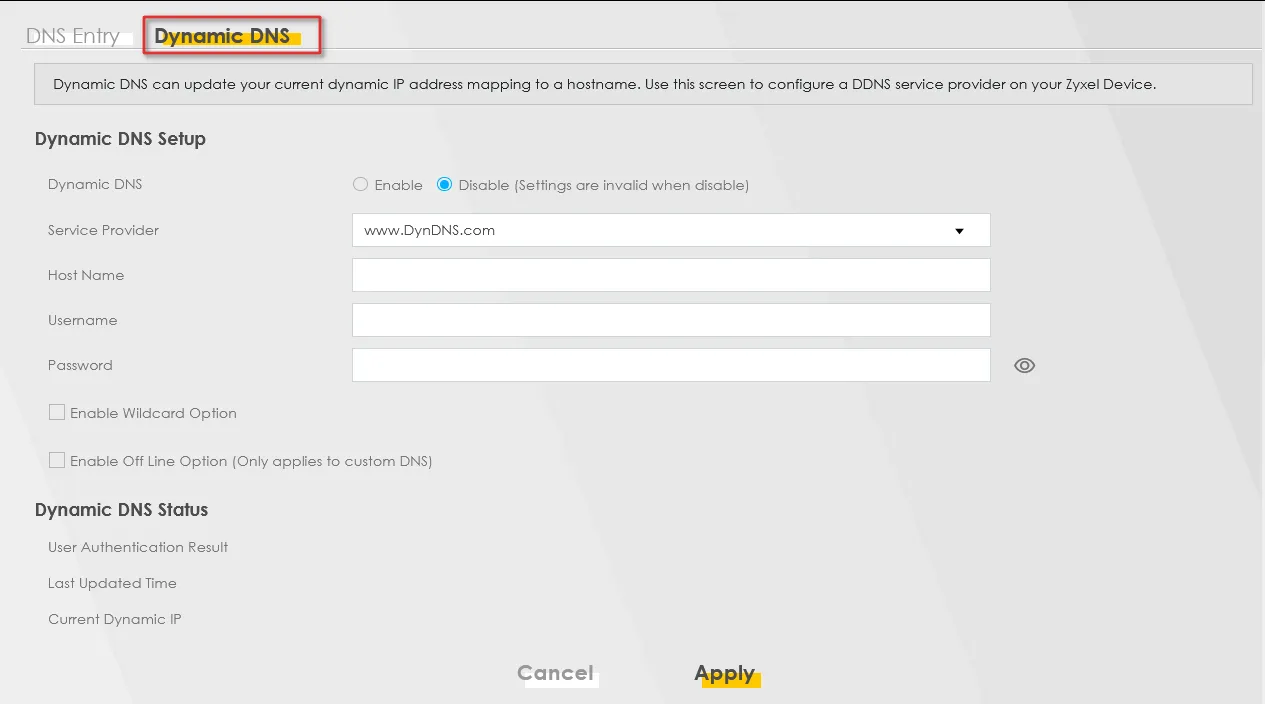 DNS Entry Dynamic DNS
Dynamic DNS can update your current dynamic IP address mapping to a hostname. Use this screen to configure a DDNS service provider on your Zyxel Device.
Dynamic DNS Setup
Dynamic DNS Enable Disable (Settings are invalid when disable)
Service Provider www.DynDNS.com
Host Name
Username
Password
Enable Wildcard Option
Enable Off Line Option (Only applies to custom DNS)
Dynamic DNS Status
User Authentication Result
Last Updated Time
Current Dynamic IP
Cancel Apply